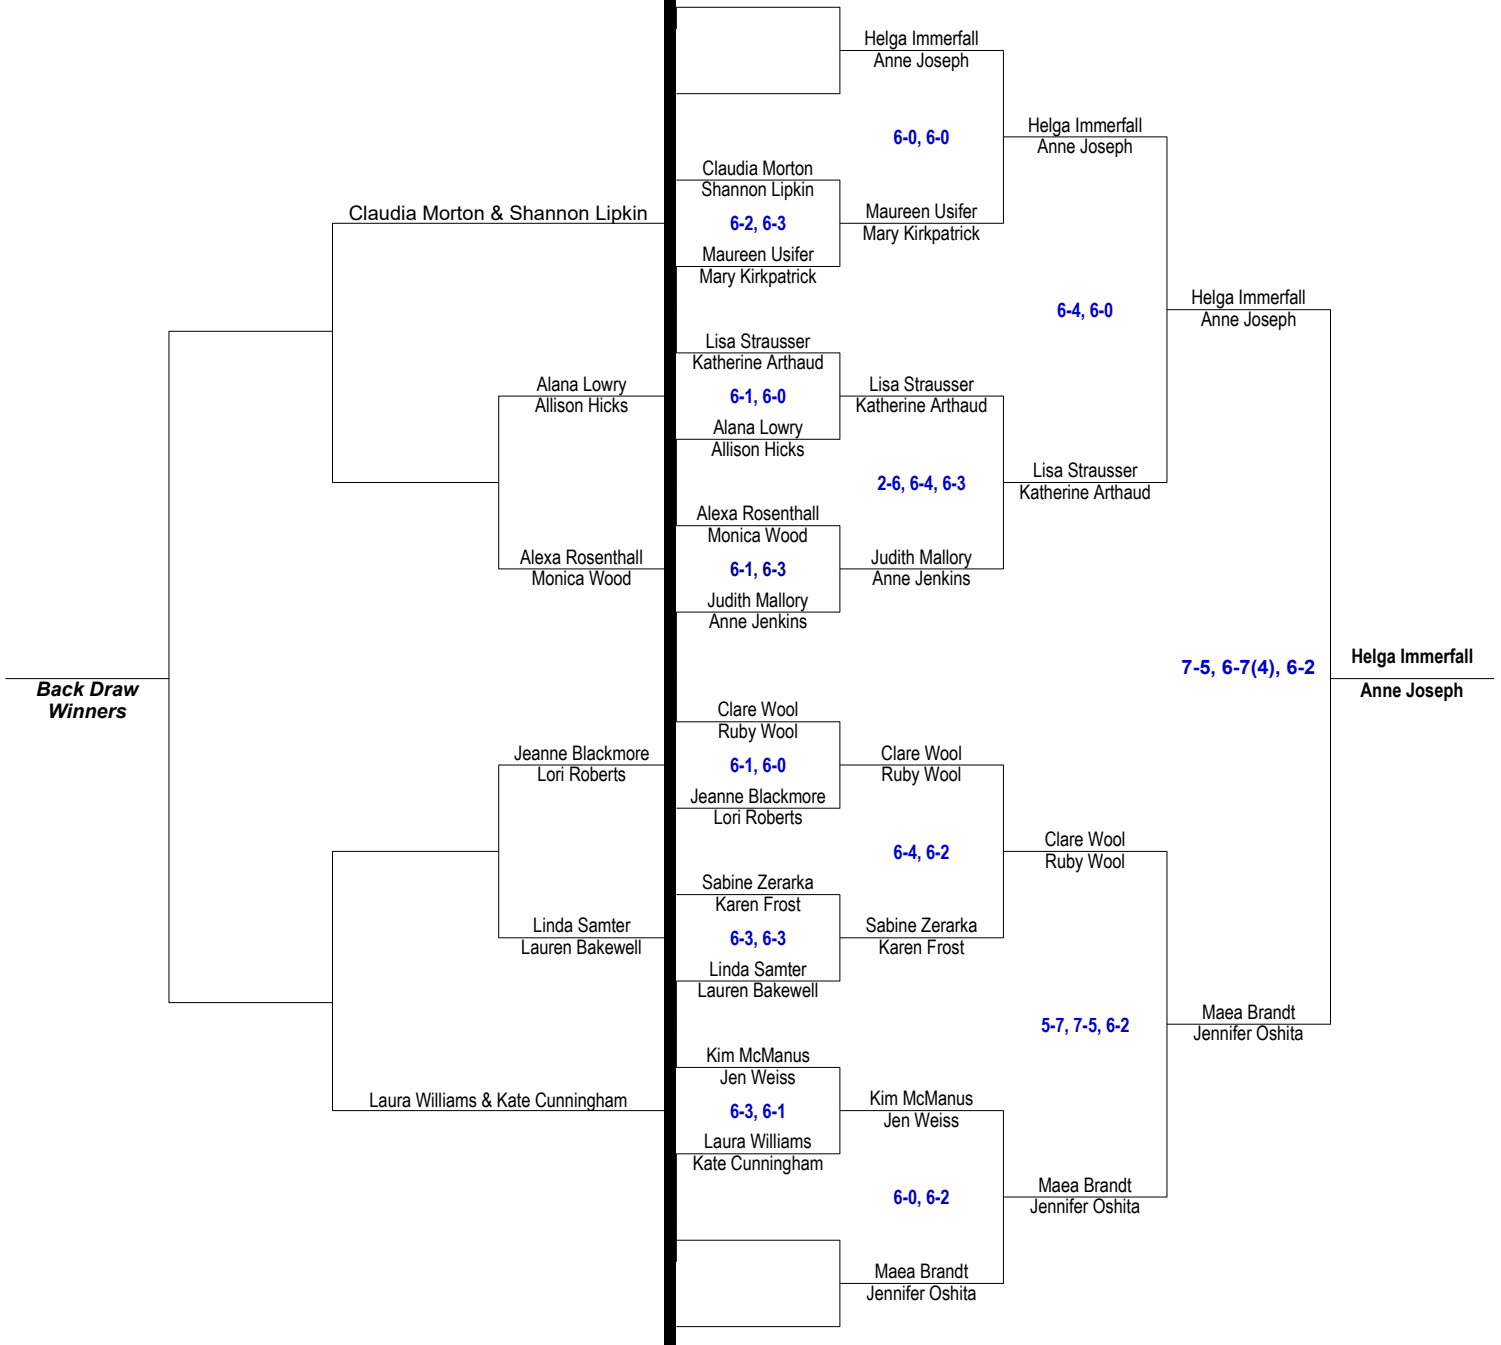 Helga Immerfall
Anne Joseph
6-0, 6-0
Helga Immerfall
Anne Joseph
Claudia Morton
Shannon Lipkin
Claudia Morton & Shannon Lipkin
6-2, 6-3
Maureen Usifer
Mary Kirkpatrick
Maureen Usifer
Mary Kirkpatrick
6-4, 6-0
Helga Immerfall
Anne Joseph
Lisa Strausser
Katherine Arthaud
Alana Lowry
Allison Hicks
6-1, 6-0
Lisa Strausser
Katherine Arthaud
Alana Lowry
Allison Hicks
2-6, 6-4, 6-3
Lisa Strausser
Katherine Arthaud
Alexa Rosenthall
Monica Wood
Alexa Rosenthall
Monica Wood
6-1, 6-3
Judith Mallory
Anne Jenkins
Judith Mallory
Anne Jenkins
7-5, 6-7(4), 6-2
Helga Immerfall
Anne Joseph
Back Draw
Winners
Clare Wool
Ruby Wool
Jeanne Blackmore
Lori Roberts
6-1, 6-0
Clare Wool
Ruby Wool
Jeanne Blackmore
Lori Roberts
6-4, 6-2
Clare Wool
Ruby Wool
Sabine Zerarka
Karen Frost
Linda Samter
Lauren Bakewell
6-3, 6-3
Sabine Zerarka
Karen Frost
Linda Samter
Lauren Bakewell
5-7, 7-5, 6-2
Maea Brandt
Jennifer Oshita
Kim McManus
Jen Weiss
Laura Williams & Kate Cunningham
6-3, 6-1
Kim McManus
Jen Weiss
Laura Williams
Kate Cunningham
6-0, 6-2
Maea Brandt
Jennifer Oshita
Maea Brandt
Jennifer Oshita